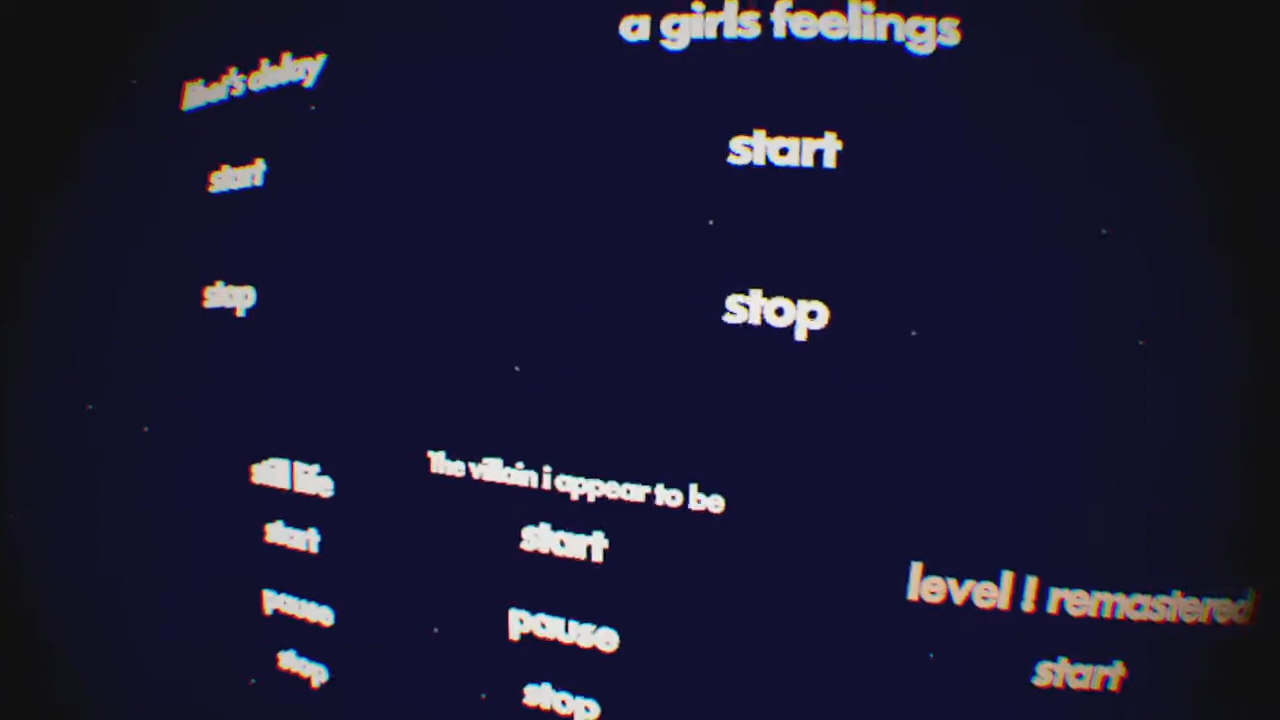 a girls feelings
delay
start
start
stop
stop
still life
The villain i appear to be
start
start
pause
pause
stop
stop
level ! remastered
start